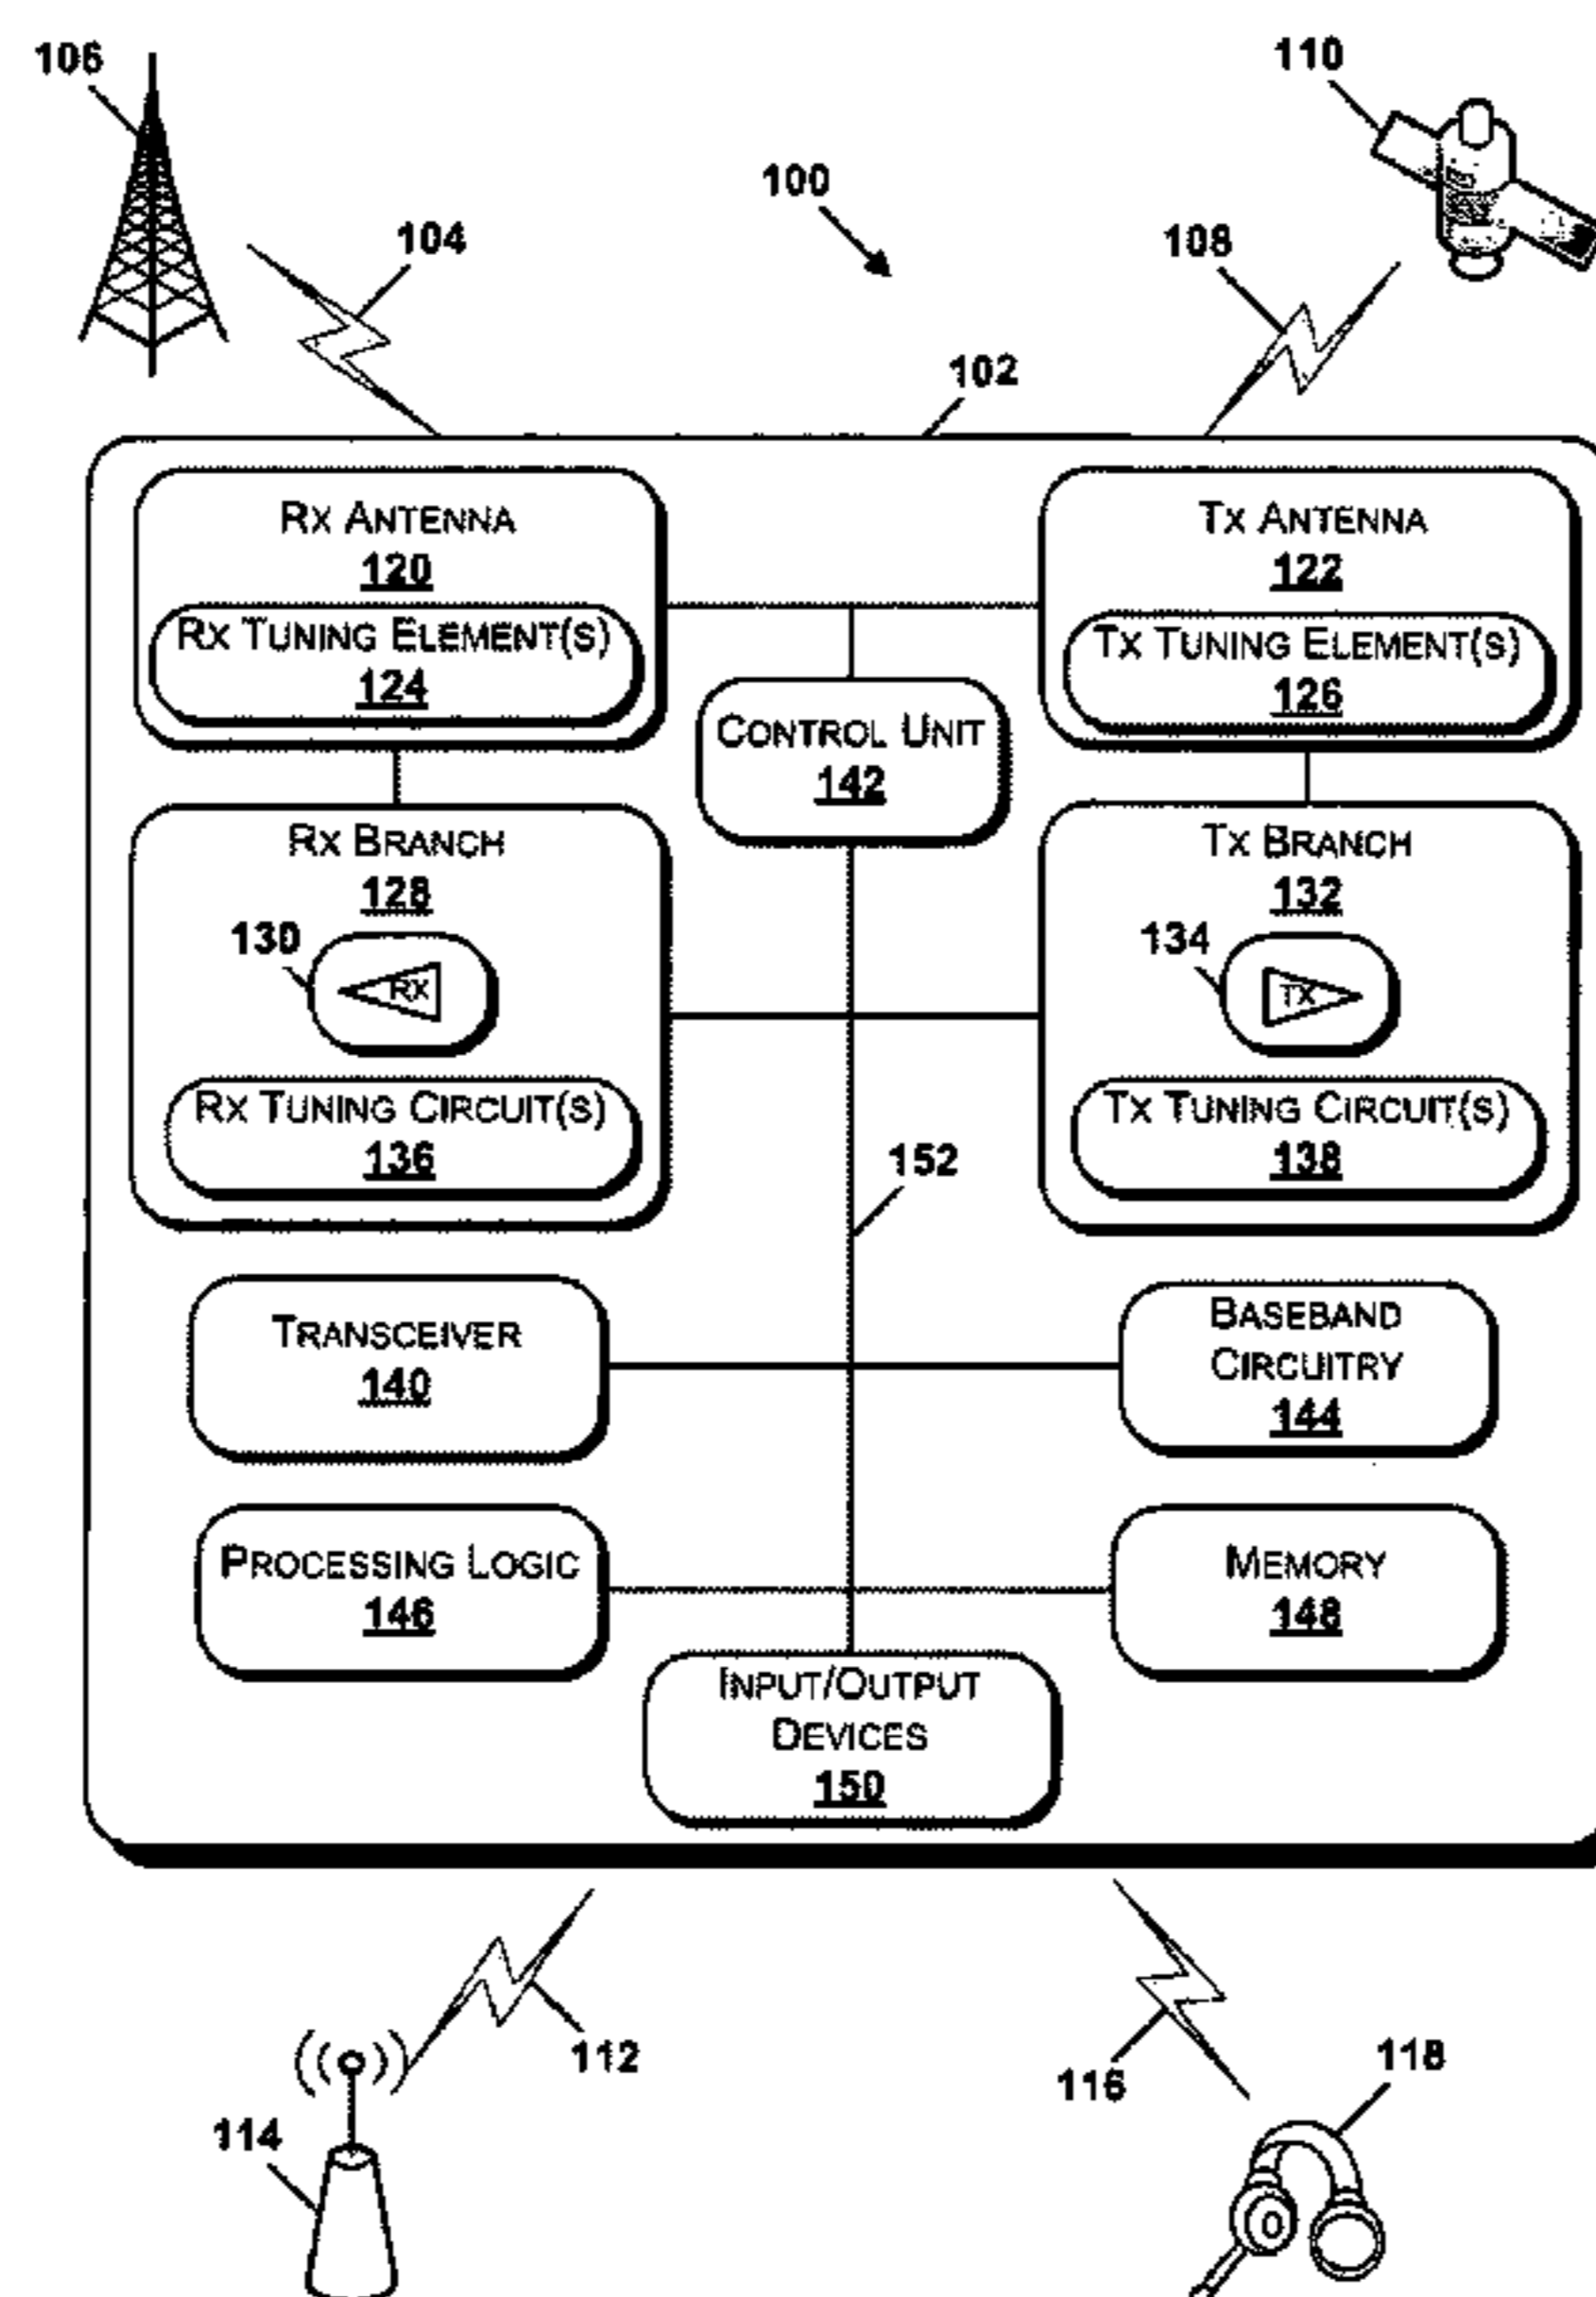 106
110
100
104
108
102
RX ANTENNA
120
RX TUNING ELEMENT(S)
124
TX ANTENNA
122
TX TUNING ELEMENT(S)
126
CONTROL UNIT
142
RX BRANCH
128
130
RX
RX TUNING CIRCUIT(S)
136
TX BRANCH
132
134
TX
TX TUNING CIRCUIT(S)
138
152
TRANSCEIVER
140
BASEBAND
CIRCUITRY
144
PROCESSING LOGIC
146
MEMORY
148
INPUT/OUTPUT
DEVICES
150
112
114
116
118